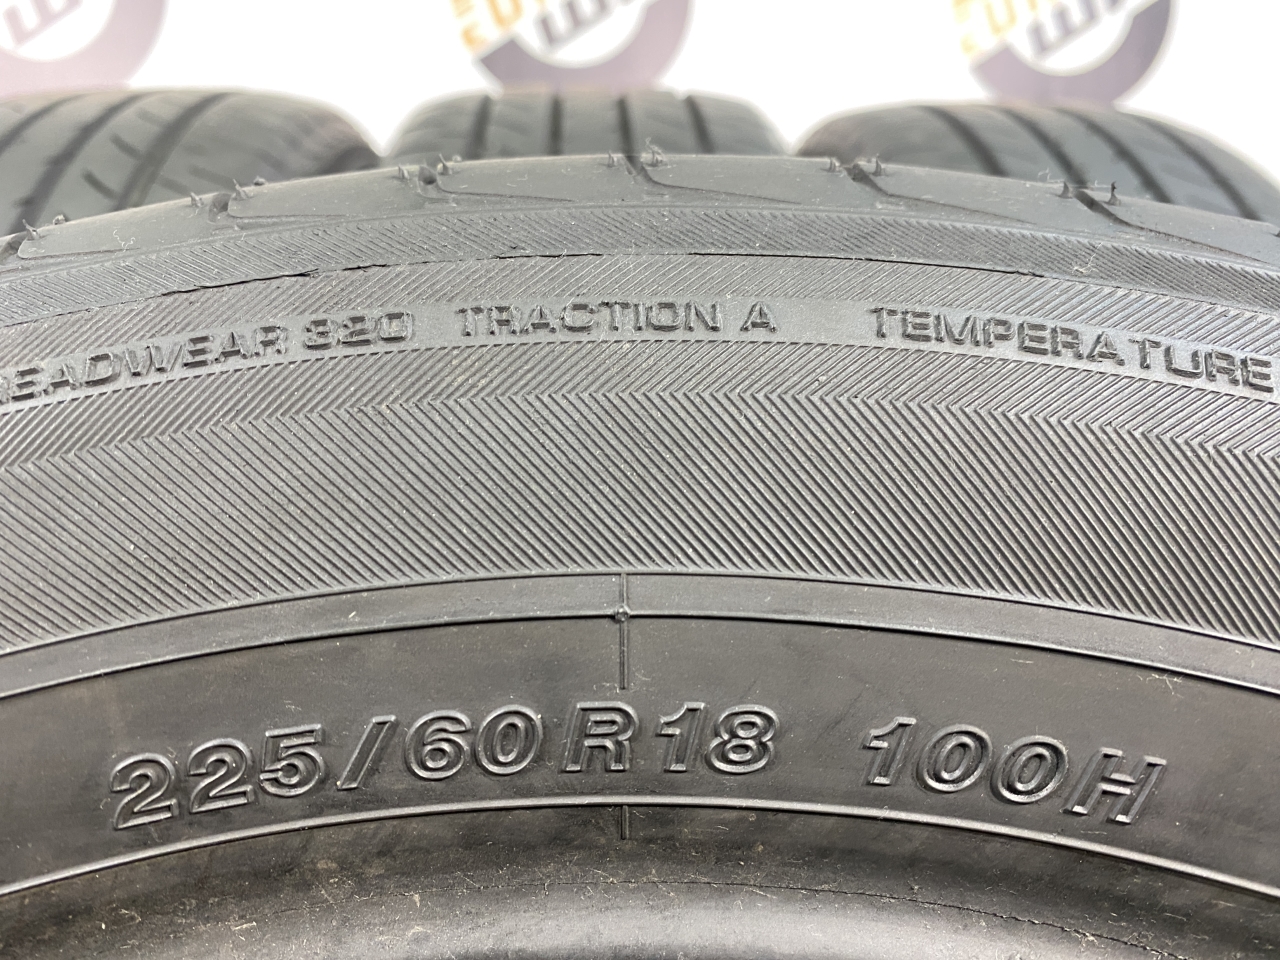 EADWEAR 320 TRACTION A TEMPERATURE
225/60R18 100H